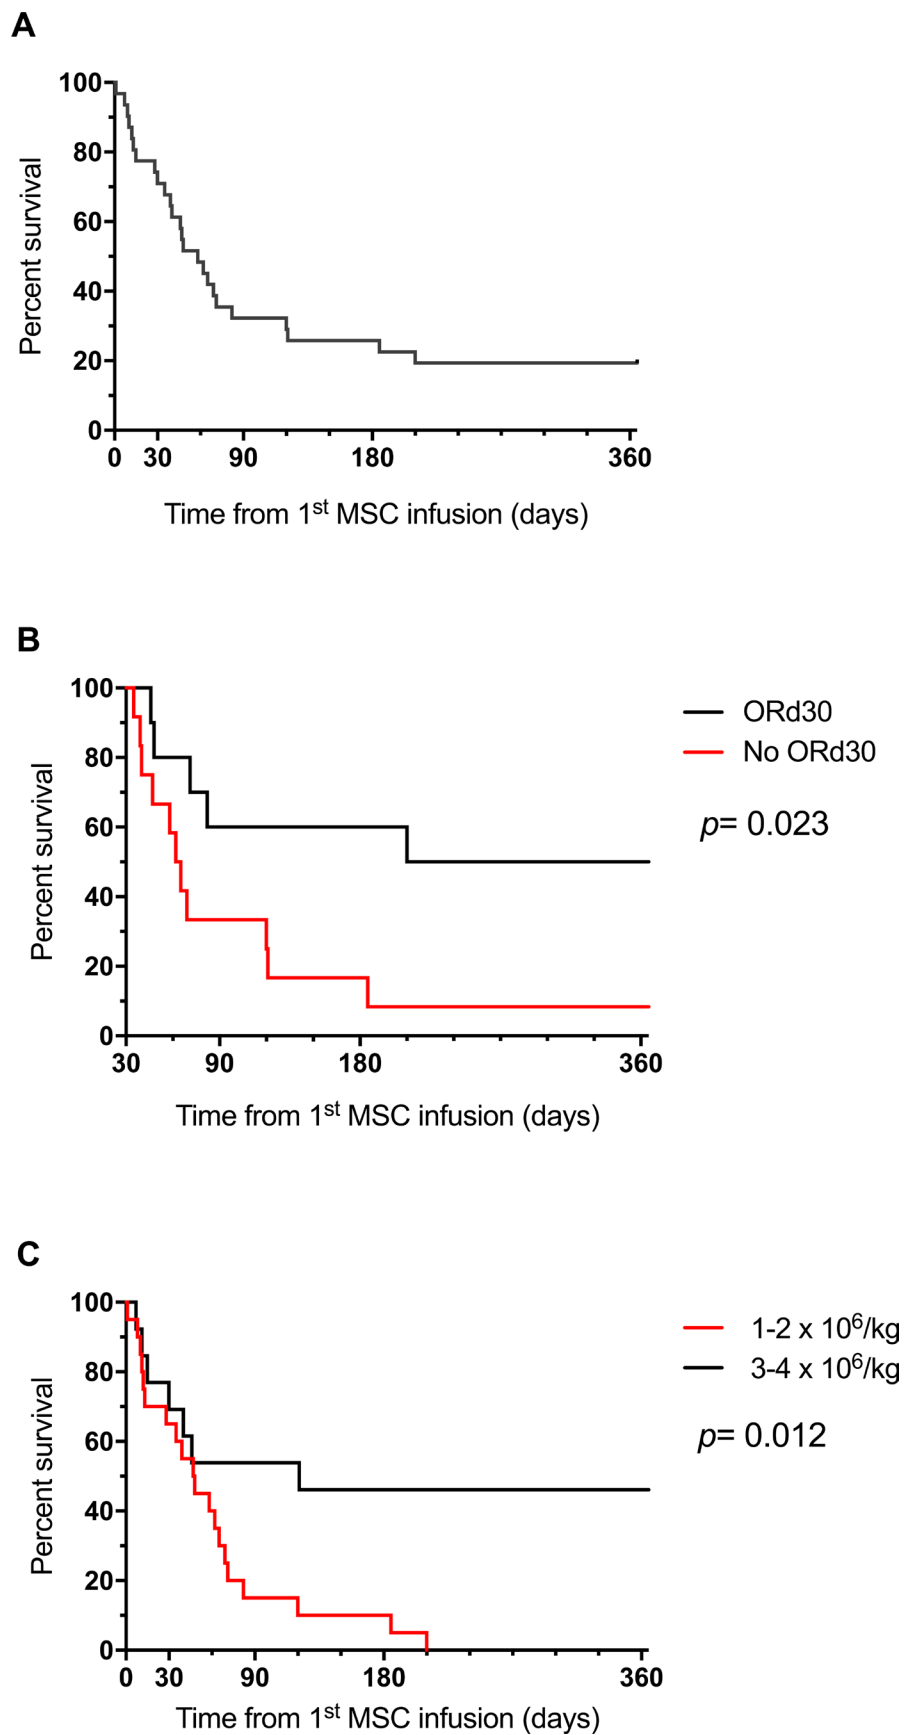 A
100
80
60
40
20
0
Percent survival
0 30 90 180 360
Time from 1st MSC infusion (days)
B
100
80
60
40
20
0
Percent survival
30 90 180 360
Time from 1st MSC infusion (days)
ORd30
No ORd30
p= 0.023
C
100
80
60
40
20
0
Percent survival
0 30 90 180 360
Time from 1st MSC infusion (days)
1-2 x 10⁶/kg
3-4 x 10⁶/kg
p= 0.012